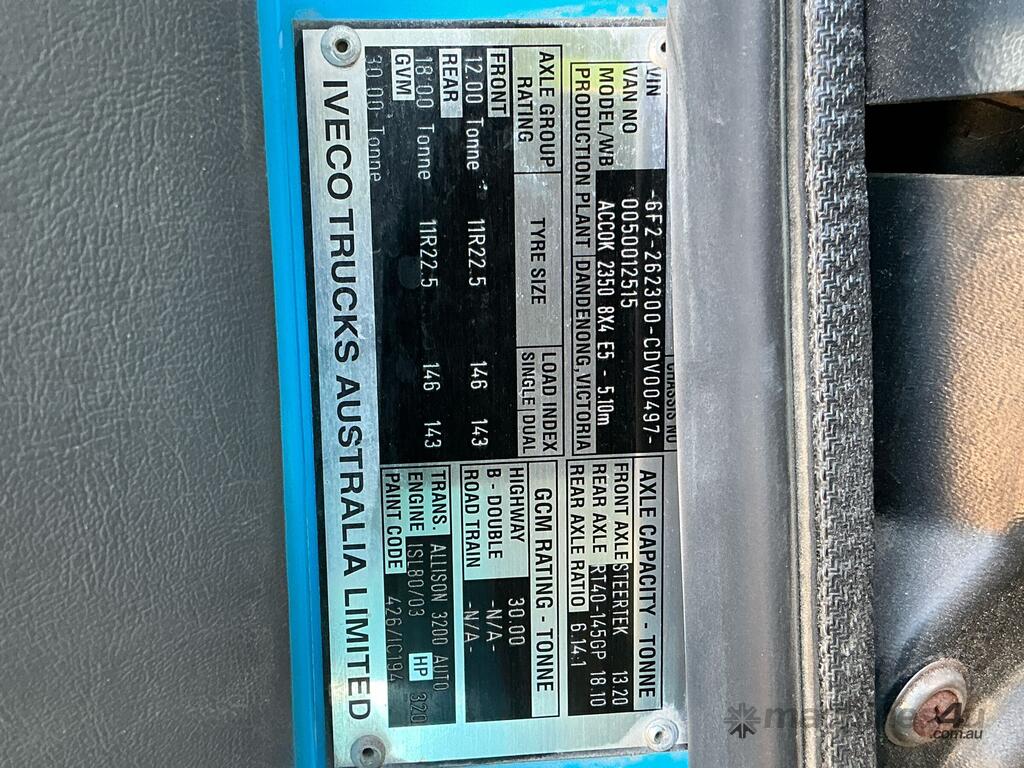 VIN -6F2-262300-CDV00497-
CHASSIS NO
VAN NO 0050012515
MODEL/WB ACCOK 2350 8X4 E5 - 5.10m
PRODUCTION PLANT DANDENONG, VICTORIA
AXLE GROUP RATING TYRE SIZE LOAD INDEX SINGLE DUAL
FRONT
12.00 Tonne 11R22.5 146 143
REAR
18.00 Tonne 11R22.5 146 143
GVM
30.00 Tonne
AXLE CAPACITY - TONNE
FRONT AXLE STEERTEK 13.20
REAR AXLE RT40-145GP 18.10
REAR AXLE RATIO 6.14:1
GCM RATING - TONNE
HIGHWAY 30.00
B - DOUBLE -N/A-
ROAD TRAIN -N/A-
TRANS. ALLISON 3200 AUTO
ENGINE ISL80/03 HP 320
PAINT CODE 426/IC194
IVECO TRUCKS AUSTRALIA LIMITED
machines4u
.com.au